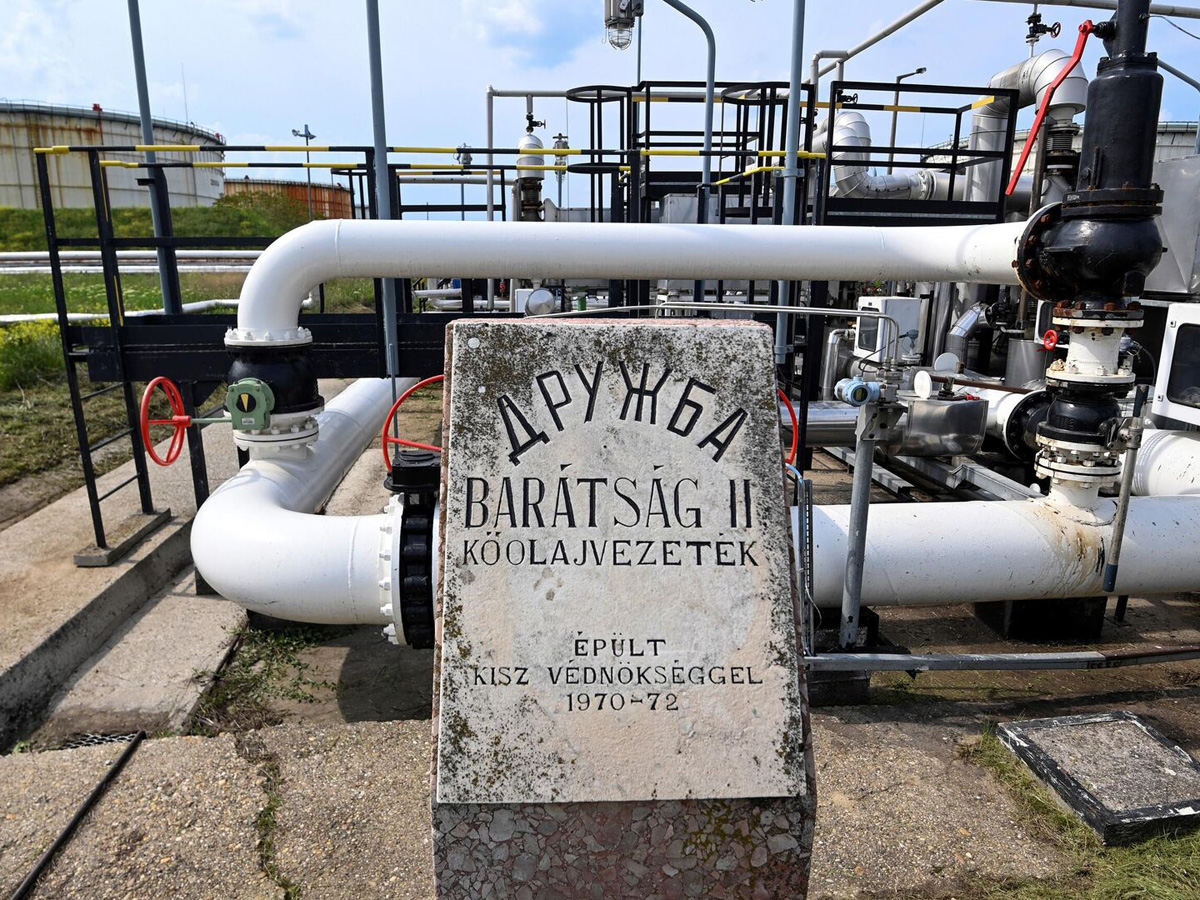 ДРУЖБА
BARÁTSÁG II
KŐOLAJVEZETÉK
ÉPÜLT
KISZ VÉDNÖKSÉGGEL
1970-72